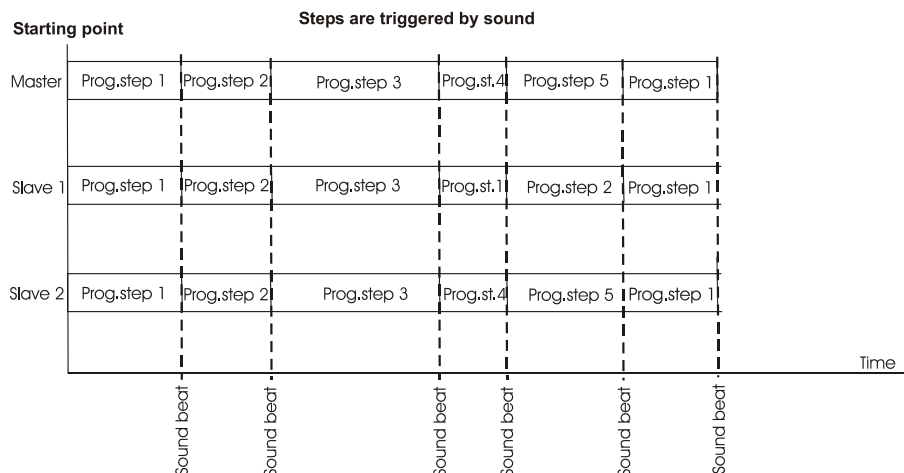 Steps are triggered by sound
Starting point
Master Prog.step 1 Prog.step 2 Prog.step 3 Prog.st.4 Prog.step 5 Prog.step 1
Slave 1 Prog.step 1 Prog.step 2 Prog.step 3 Prog.st.1 Prog.step 2 Prog.step 1
Slave 2 Prog.step 1 Prog.step 2 Prog.step 3 Prog.st.4 Prog.step 5 Prog.step 1
Time
Sound beat
Sound beat
Sound beat
Sound beat
Sound beat
Sound beat